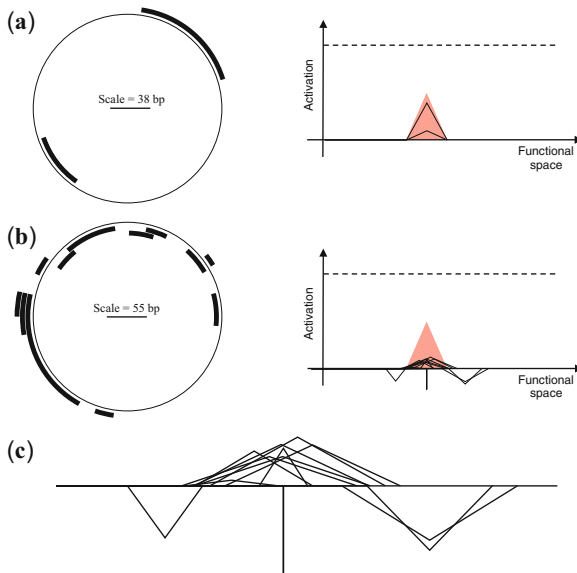 (a)
Scale = 38 bp
Activation
Functional
space
(b)
Scale = 55 bp
Activation
Functional
space
(c)